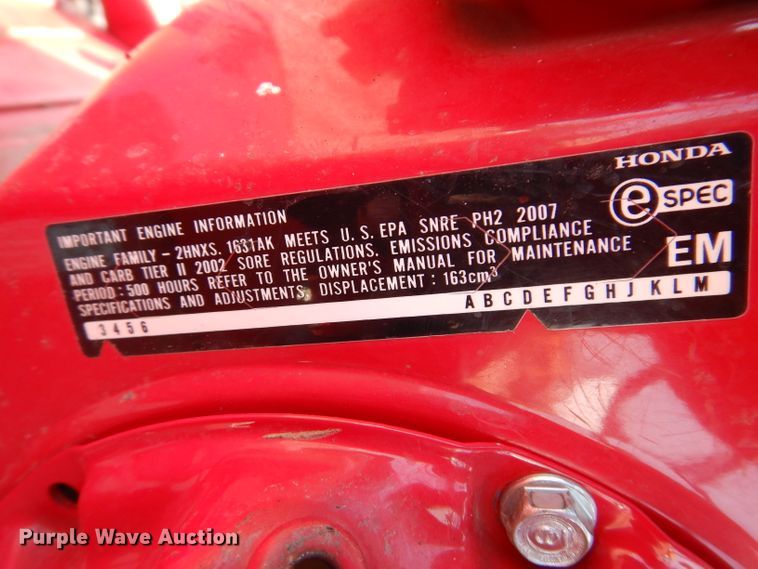 HONDA
e SPEC
EM
IMPORTANT ENGINE INFORMATION
ENGINE FAMILY - 2HNXS. 1631AK MEETS U. S. EPA SNRE PH2 2007
AND CARB TIER II 2002 SORE REGULATIONS. EMISSIONS COMPLIANCE
PERIOD : 500 HOURS REFER TO THE OWNER'S MANUAL FOR MAINTENANCE
SPECIFICATIONS AND ADJUSTMENTS, DISPLACEMENT : 163cm³
3 4 5 6 A B C D E F G H J K L M
Purple Wave Auction